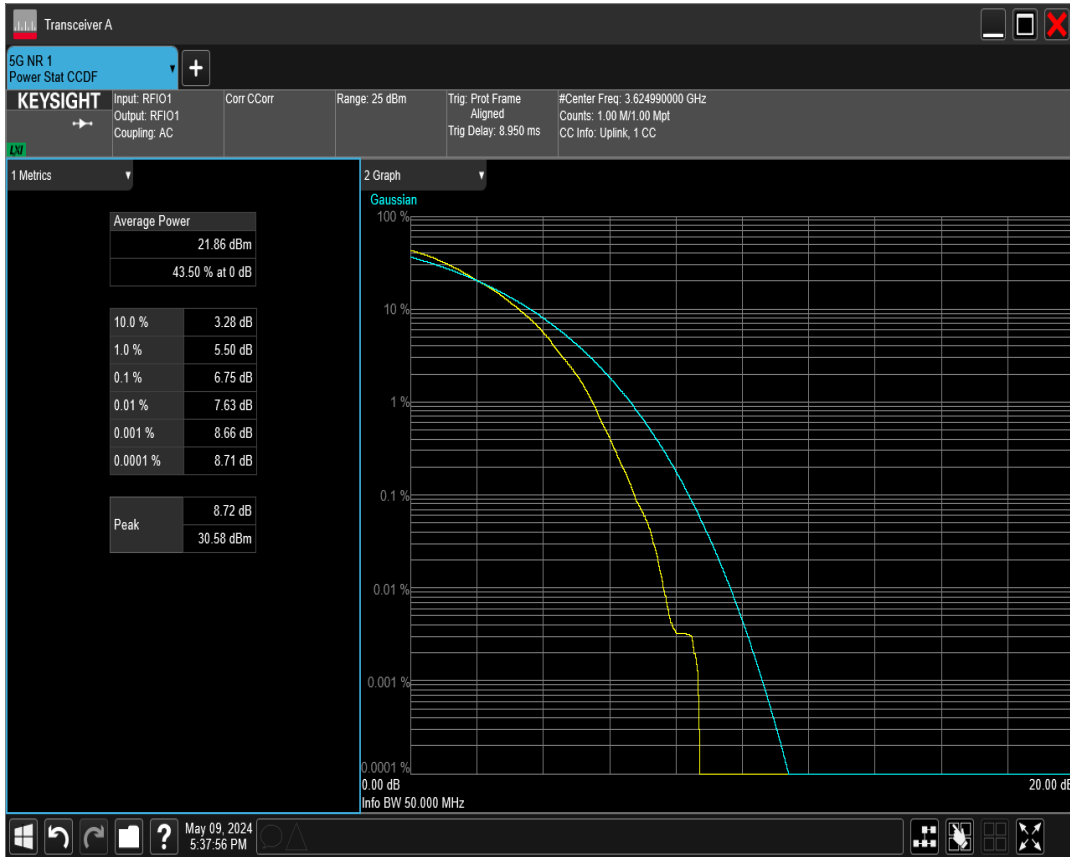 Transceiver A
5G NR 1
Power Stat CCDF
KEYSIGHT
LXI
Input: RFIO1
Output: RFIO1
Coupling: AC
Corr CCorr
Range: 25 dBm
Trig: Prot Frame
Aligned
Trig Delay: 8.950 ms
#Center Freq: 3.624990000 GHz
Counts: 1.00 M/1.00 Mpt
CC Info: Uplink, 1 CC
1 Metrics
Average Power
21.86 dBm
43.50 % at 0 dB
10.0 % 3.28 dB
1.0 % 5.50 dB
0.1 % 6.75 dB
0.01 % 7.63 dB
0.001 % 8.66 dB
0.0001 % 8.71 dB
Peak
8.72 dB
30.58 dBm
2 Graph
Gaussian
100 %
10 %
1 %
0.1 %
0.01 %
0.001 %
0.0001 %
0.00 dB 20.00 dB
Info BW 50.000 MHz
May 09, 2024
5:37:56 PM